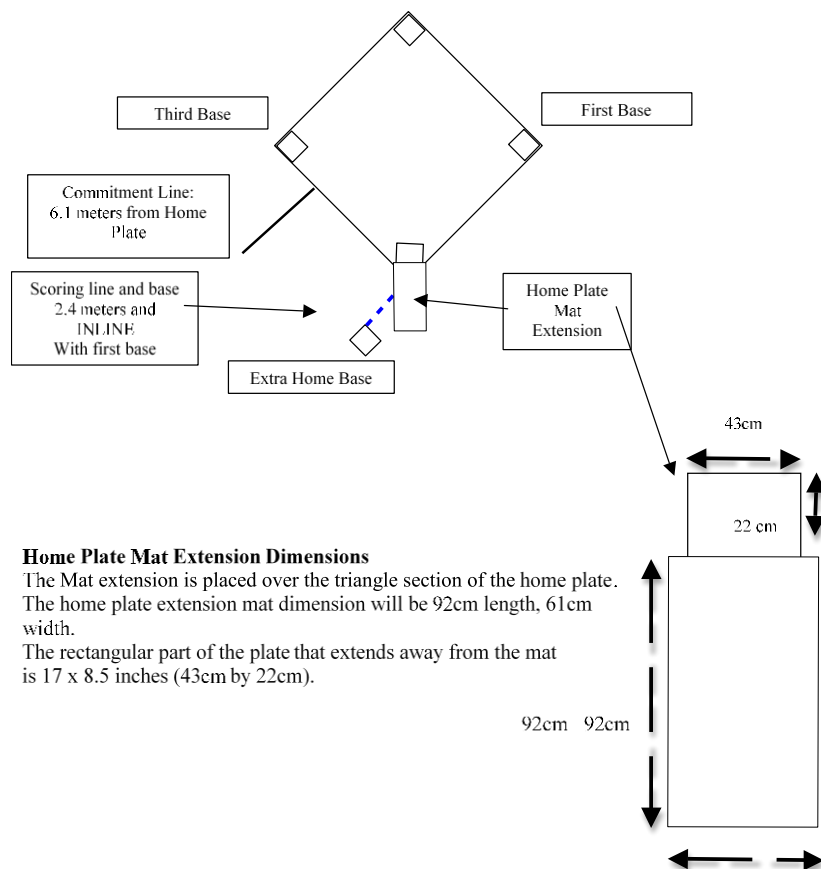 Third Base
First Base
Commitment Line:
6.1 meters from Home
Plate
Scoring line and base
2.4 meters and
INLINE
With first base
Home Plate
Mat
Extension
Extra Home Base
43cm
22 cm
Home Plate Mat Extension Dimensions
The Mat extension is placed over the triangle section of the home plate.
The home plate extension mat dimension will be 92cm length, 61cm
width.
The rectangular part of the plate that extends away from the mat
is 17 x 8.5 inches (43cm by 22cm).
92cm 92cm